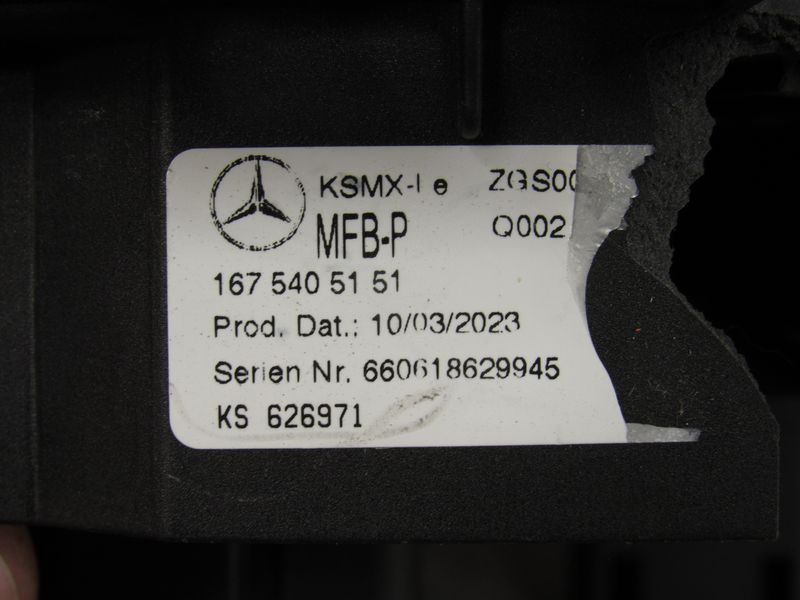 KSMX-I e ZGS00
MFB-P Q002
167 540 51 51
Prod. Dat.: 10/03/2023
Serien Nr. 660618629945
KS 626971